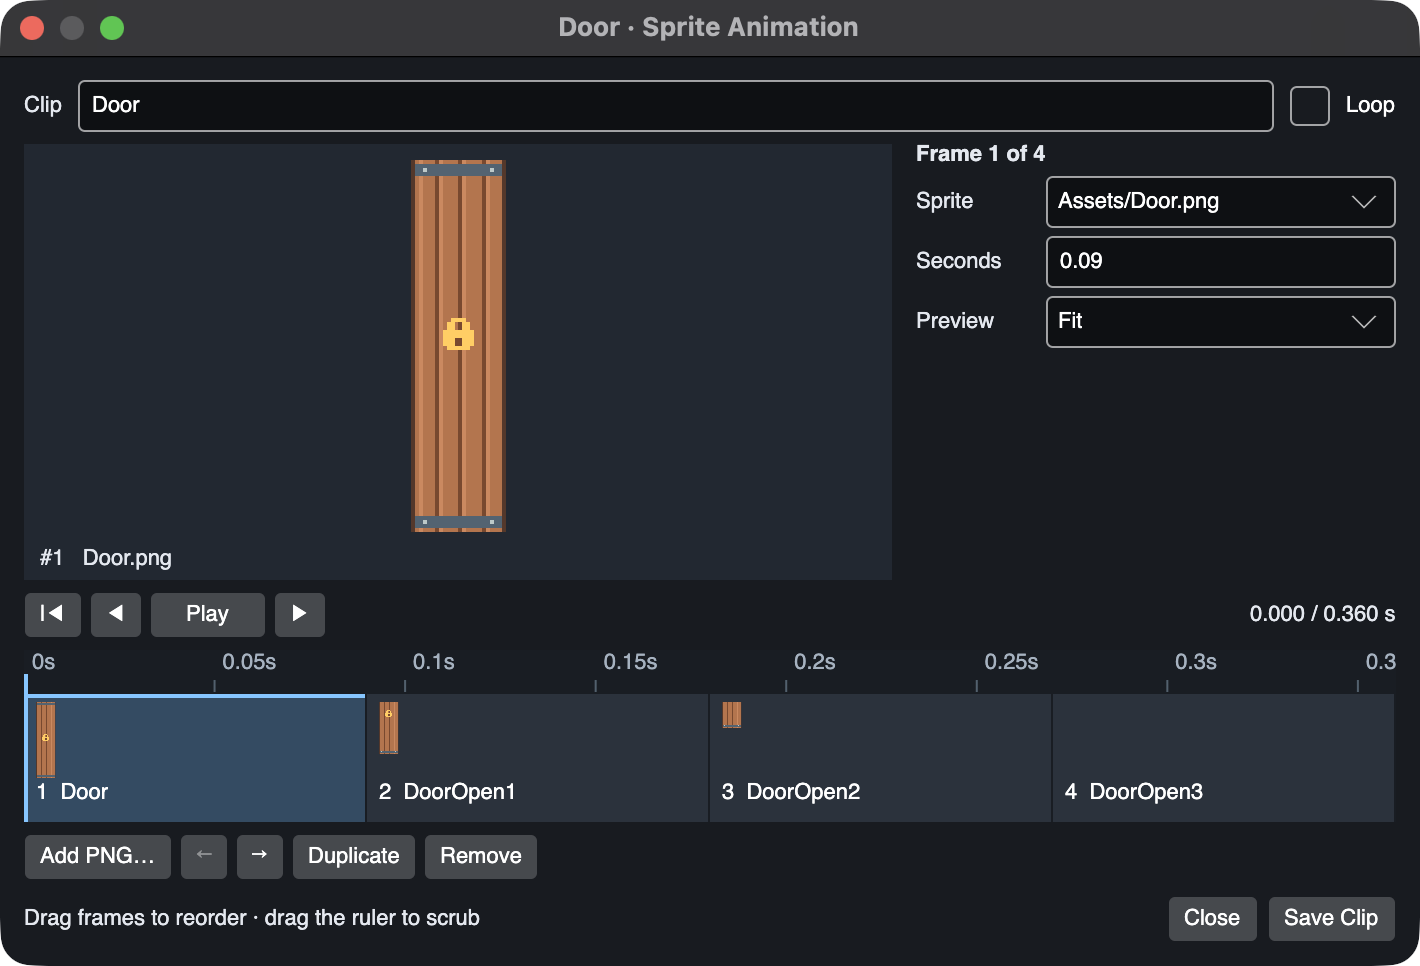 Door · Sprite Animation
Clip Door Loop
Frame 1 of 4
Sprite Assets/Door.png
Seconds 0.09
Preview Fit
#1 Door.png
Play 0.000 / 0.360 s
0s 0.05s 0.1s 0.15s 0.2s 0.25s 0.3s 0.3
1 Door 2 DoorOpen1 3 DoorOpen2 4 DoorOpen3
Add PNG... ← → Duplicate Remove
Drag frames to reorder · drag the ruler to scrub Close Save Clip